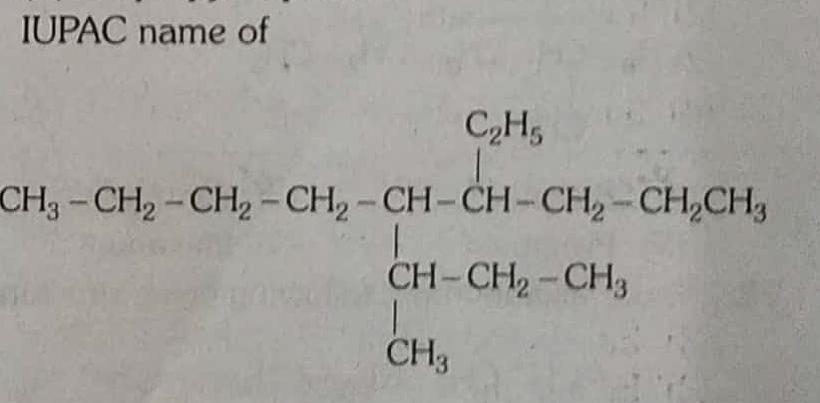 IUPAC name of
C₂H₅
|
CH₃–CH₂–CH₂–CH₂–CH–CH–CH₂–CH₂CH₃
|
CH–CH₂–CH₃
|
CH₃